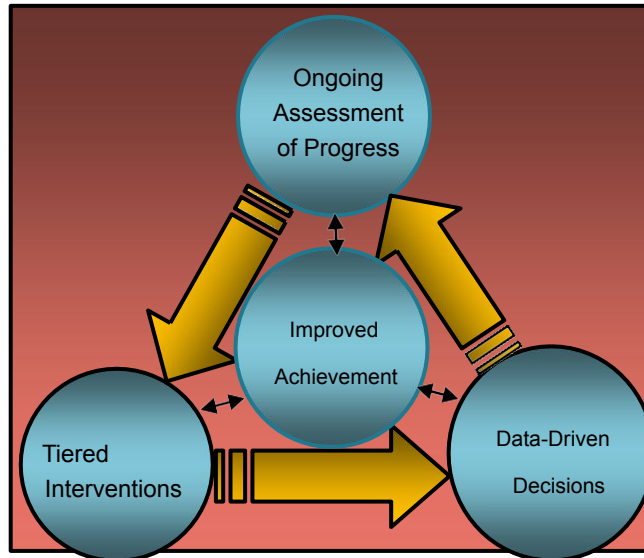 Ongoing
Assessment
of Progress
Improved
Achievement
Tiered
Interventions
Data-Driven
Decisions